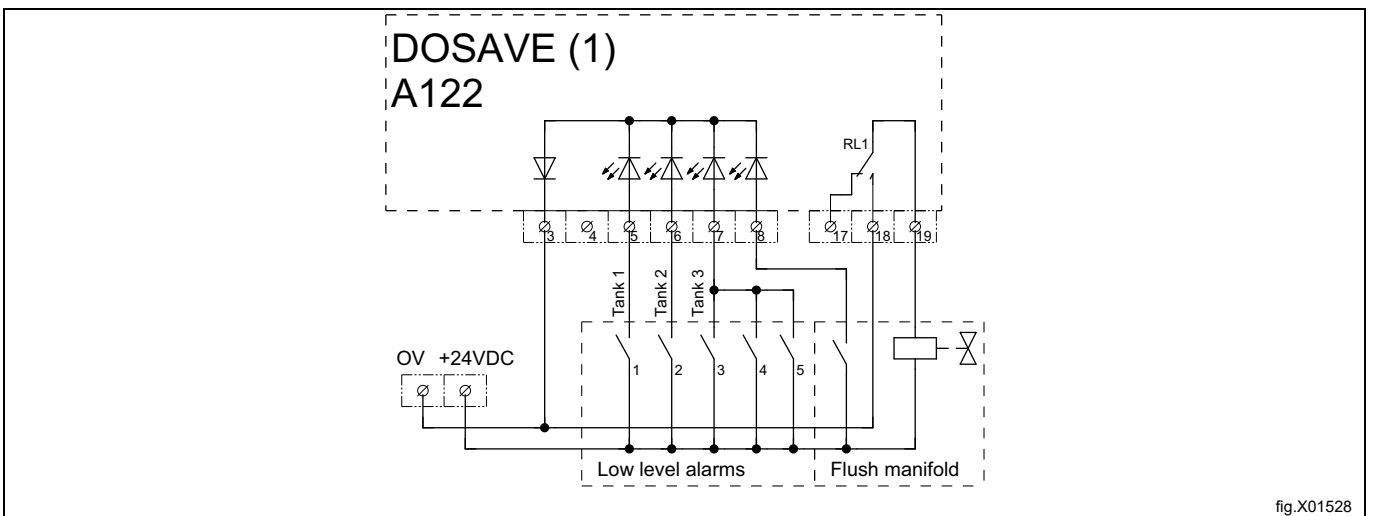 DOSAVE (1)
A122
RL1
3 4 5 6 7 8 17 18 19
Tank 1
Tank 2
Tank 3
OV +24VDC
1 2 3 4 5
Low level alarms
Flush manifold
fig.X01528